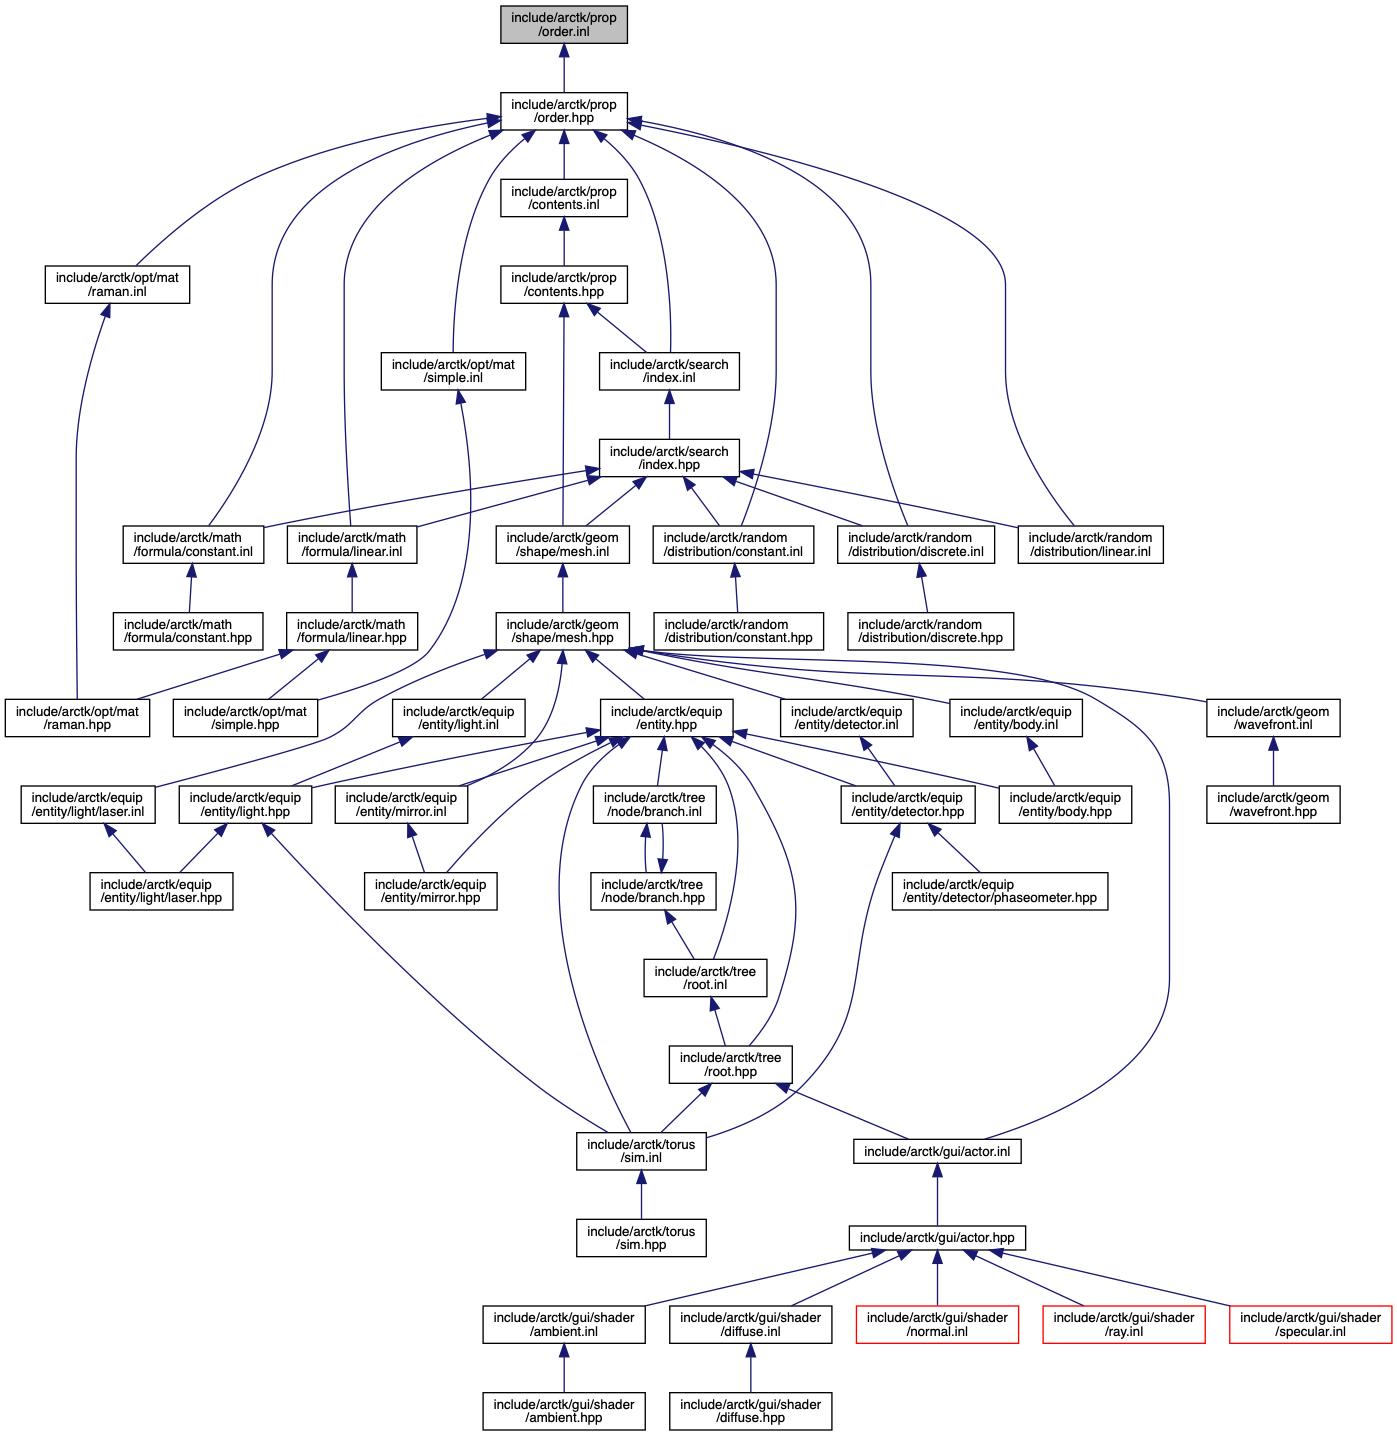 include/arctk/prop
/order.inl
include/arctk/prop
/order.hpp
include/arctk/prop
/contents.inl
include/arctk/opt/mat
/raman.inl
include/arctk/prop
/contents.hpp
include/arctk/opt/mat
/simple.inl
include/arctk/search
/index.inl
include/arctk/search
/index.hpp
include/arctk/math
/formula/constant.inl
include/arctk/math
/formula/linear.inl
include/arctk/geom
/shape/mesh.inl
include/arctk/random
/distribution/constant.inl
include/arctk/random
/distribution/discrete.inl
include/arctk/random
/distribution/linear.inl
include/arctk/math
/formula/constant.hpp
include/arctk/math
/formula/linear.hpp
include/arctk/geom
/shape/mesh.hpp
include/arctk/random
/distribution/constant.hpp
include/arctk/random
/distribution/discrete.hpp
include/arctk/opt/mat
/raman.hpp
include/arctk/opt/mat
/simple.hpp
include/arctk/equip
/entity/light.inl
include/arctk/equip
/entity.hpp
include/arctk/equip
/entity/detector.inl
include/arctk/equip
/entity/body.inl
include/arctk/geom
/wavefront.inl
include/arctk/equip
/entity/light/laser.inl
include/arctk/equip
/entity/light.hpp
include/arctk/equip
/entity/mirror.inl
include/arctk/tree
/node/branch.inl
include/arctk/equip
/entity/detector.hpp
include/arctk/equip
/entity/body.hpp
include/arctk/geom
/wavefront.hpp
include/arctk/equip
/entity/light/laser.hpp
include/arctk/equip
/entity/mirror.hpp
include/arctk/tree
/node/branch.hpp
include/arctk/equip
/entity/detector/phaseometer.hpp
include/arctk/tree
/root.inl
include/arctk/tree
/root.hpp
include/arctk/torus
/sim.inl
include/arctk/gui/actor.inl
include/arctk/torus
/sim.hpp
include/arctk/gui/actor.hpp
include/arctk/gui/shader
/ambient.inl
include/arctk/gui/shader
/diffuse.inl
include/arctk/gui/shader
/normal.inl
include/arctk/gui/shader
/ray.inl
include/arctk/gui/shader
/specular.inl
include/arctk/gui/shader
/ambient.hpp
include/arctk/gui/shader
/diffuse.hpp